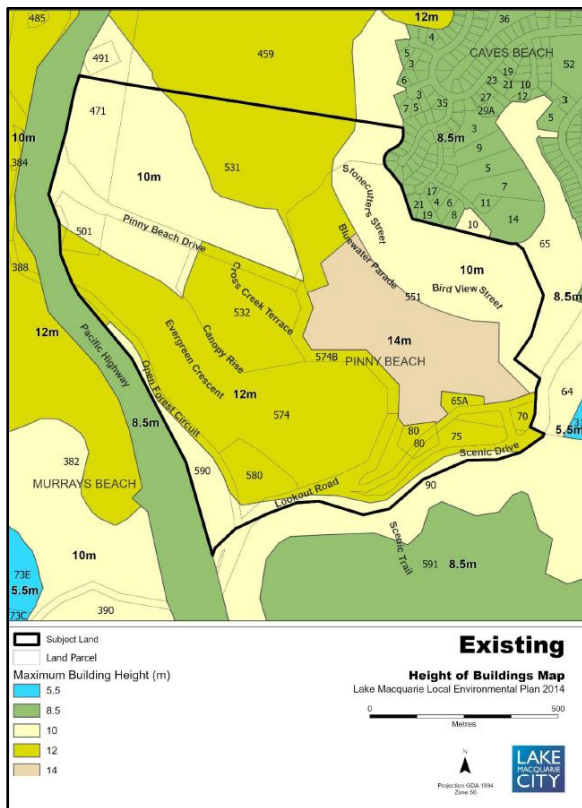 485
12m
36
4
459
CAVES BEACH
491
5
3
19
52
23
21
10
6
27
12
3
3
35
29A
7
5
5
471
3
10m
8.5m
9
384
10m
531
5
Stonecutters Street
7
17
4
6
11
21
19
8
14
10
65
Pinny Beach Drive
501
Bluewater Parade
10m
388
Cross Creek Terrace
551
Bird View Street
8.5m
532
12m
14m
Canopy Rise
574B
PINNY BEACH
Evergreen Crescent
Pacific Highway
12m
64
Open Forest Circuit
574
65A
70
5.5m
8.5m
80
80
75
382
590
580
Scenic Drive
MURRAYS BEACH
Lookout Road
90
Scenic Trail
10m
591
8.5m
73E
5.5m
73C
390
Subject Land
Land Parcel
Maximum Building Height (m)
5.5
8.5
10
12
14
Existing
Height of Buildings Map
Lake Macquarie Local Environmental Plan 2014
0
500
Metres
N
Projection GDA 1994
Zone 56
LAKE
MACQUARIE
CITY